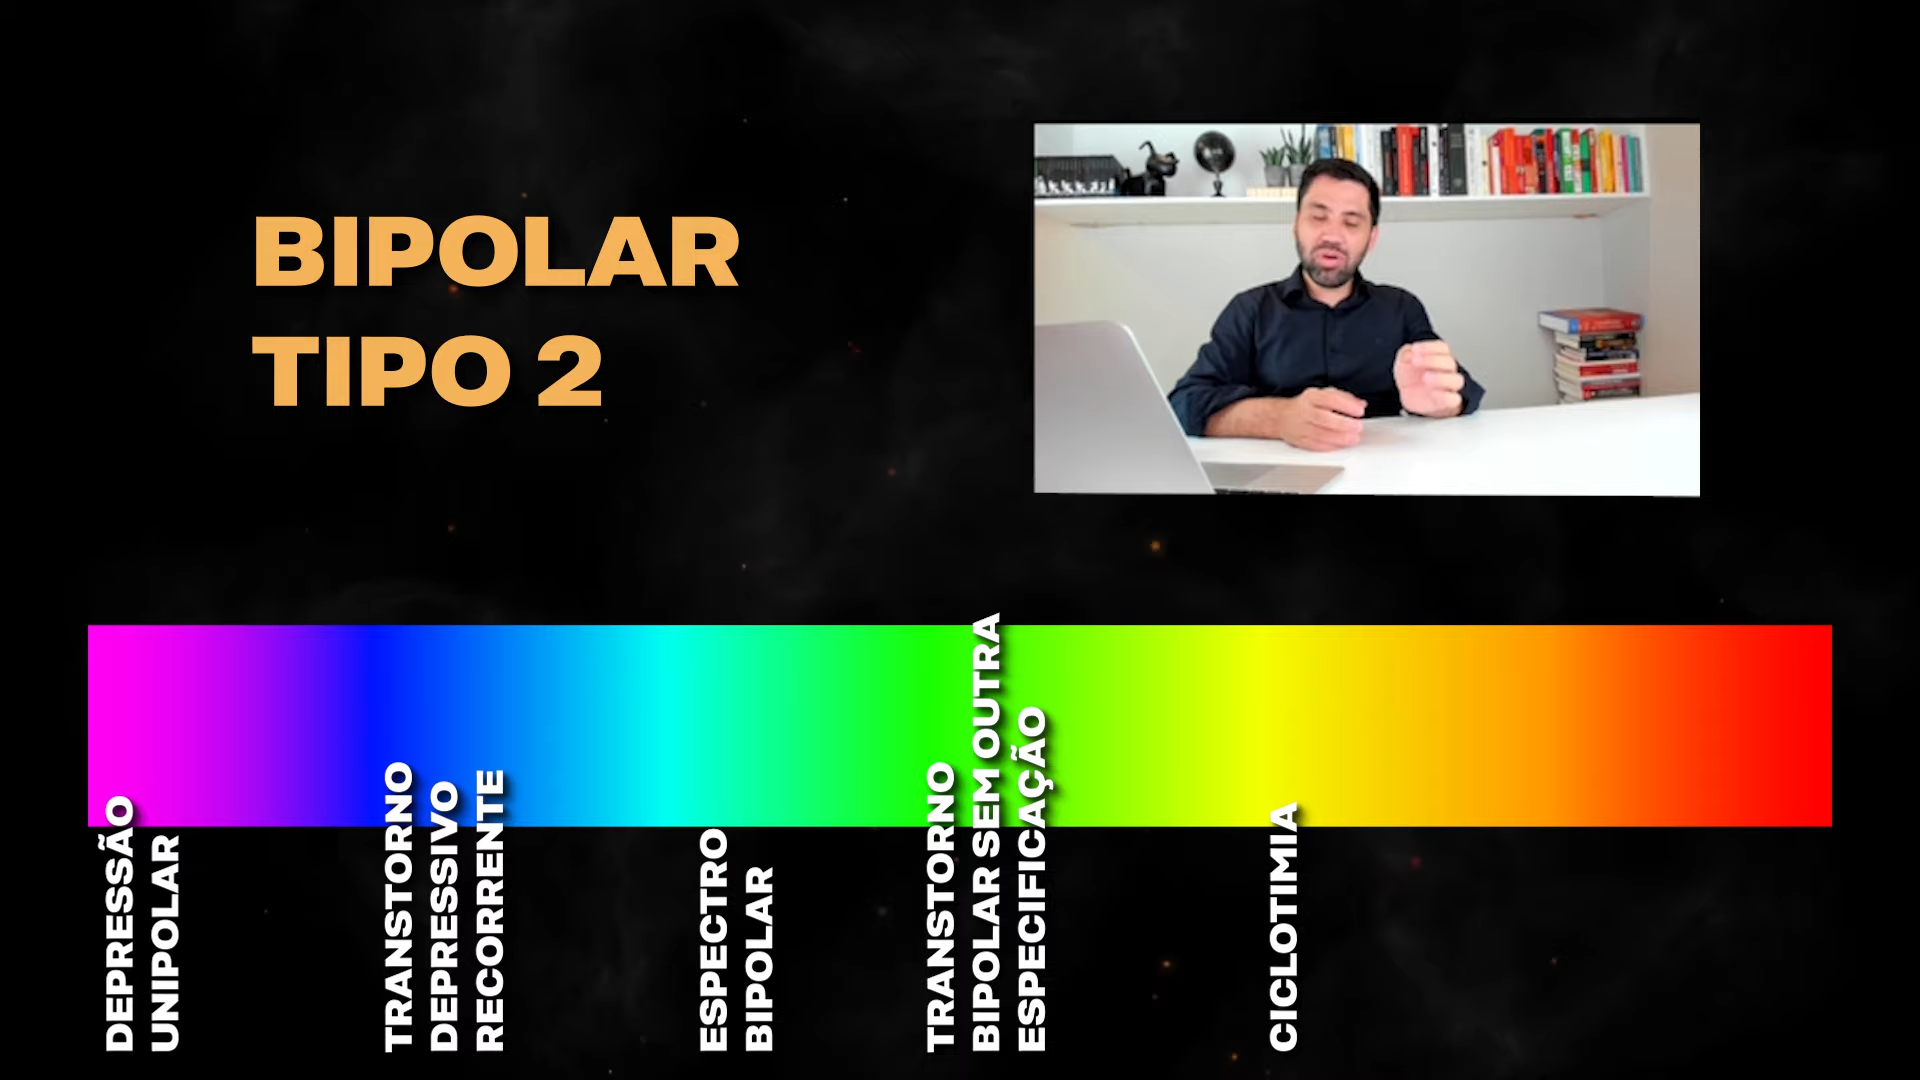 BIPOLAR
TIPO 2
DEPRESSÃO
UNIPOLAR
TRANSTORNO
DEPRESSIVO
RECORRENTE
ESPECTRO
BIPOLAR
TRANSTORNO
BIPOLAR SEM OUTRA
ESPECIFICAÇÃO
CICLOTIMIA